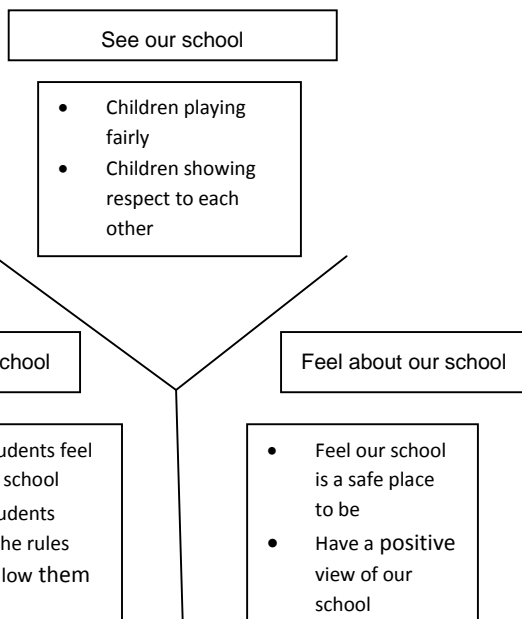 See our school
• Children playing
fairly
• Children showing
respect to each
other
chool
Feel about our school
udents feel
school
udents
he rules
low them
• Feel our school
is a safe place
to be
• Have a positive
view of our
school